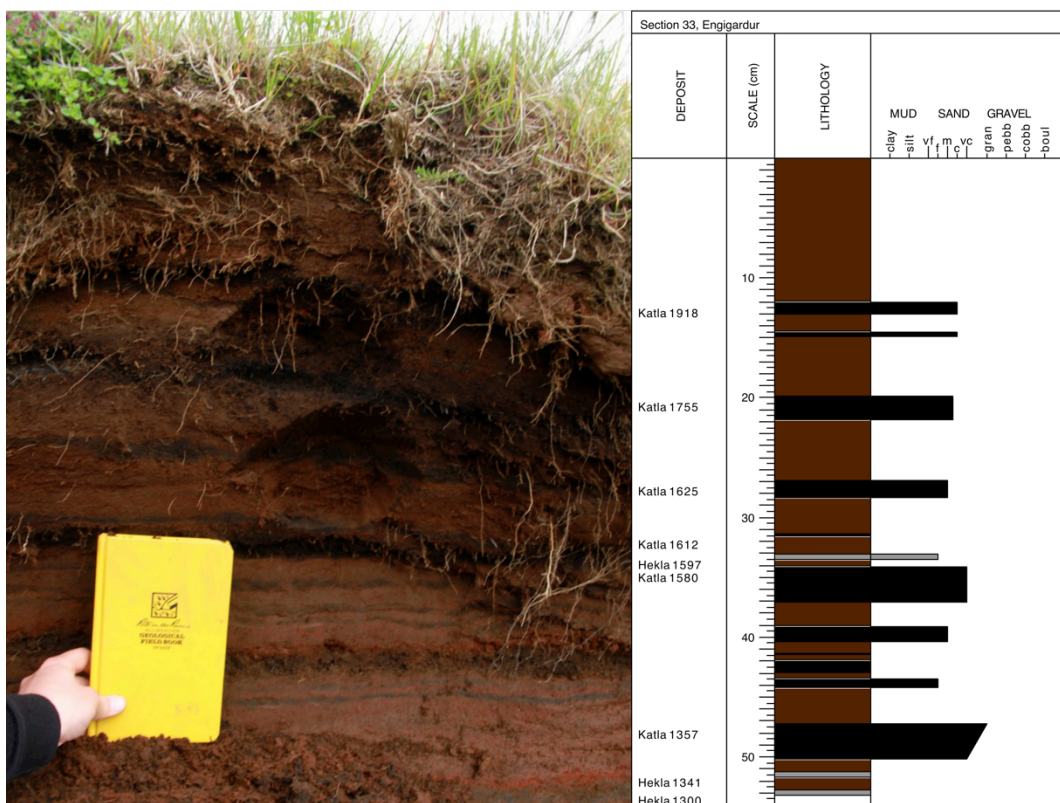 GEOLOGICAL
FIELD BOOK
Section 33, Engigardur
DEPOSIT
SCALE (cm)
LITHOLOGY
MUD SAND GRAVEL
clay silt vf f m c vc gran pebb cobb boul
10
Katla 1918
20
Katla 1755
Katla 1625
30
Katla 1612
Hekla 1597
Katla 1580
40
Katla 1357
50
Hekla 1341
Hekla 1300